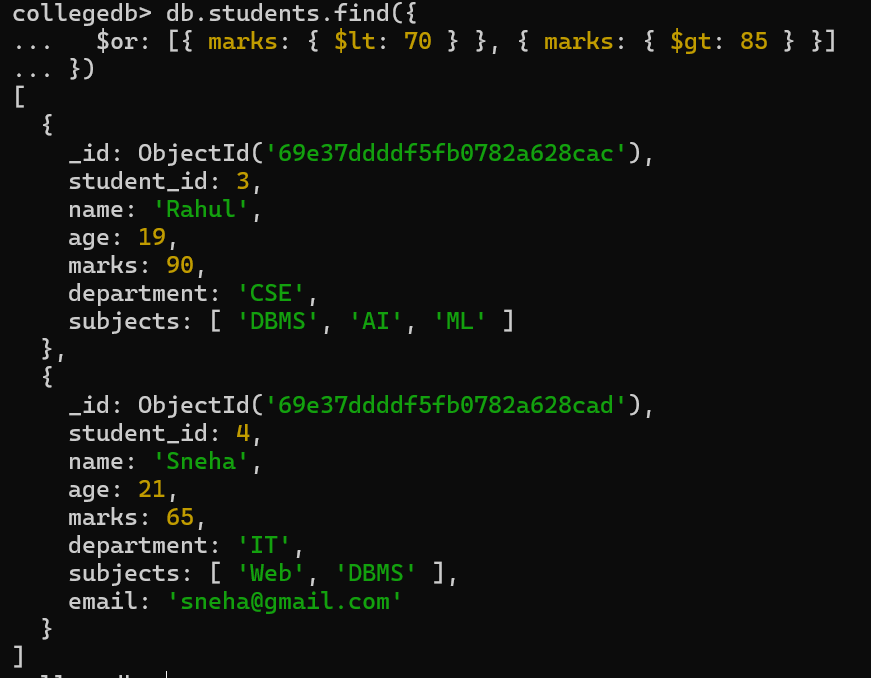 collegedb> db.students.find({
...   $or: [{ marks: { $lt: 70 } }, { marks: { $gt: 85 } }]
... })
[
  {
    _id: ObjectId('69e37ddddf5fb0782a628cac'),
    student_id: 3,
    name: 'Rahul',
    age: 19,
    marks: 90,
    department: 'CSE',
    subjects: [ 'DBMS', 'AI', 'ML' ]
  },
  {
    _id: ObjectId('69e37ddddf5fb0782a628cad'),
    student_id: 4,
    name: 'Sneha',
    age: 21,
    marks: 65,
    department: 'IT',
    subjects: [ 'Web', 'DBMS' ],
    email: 'sneha@gmail.com'
  }
]